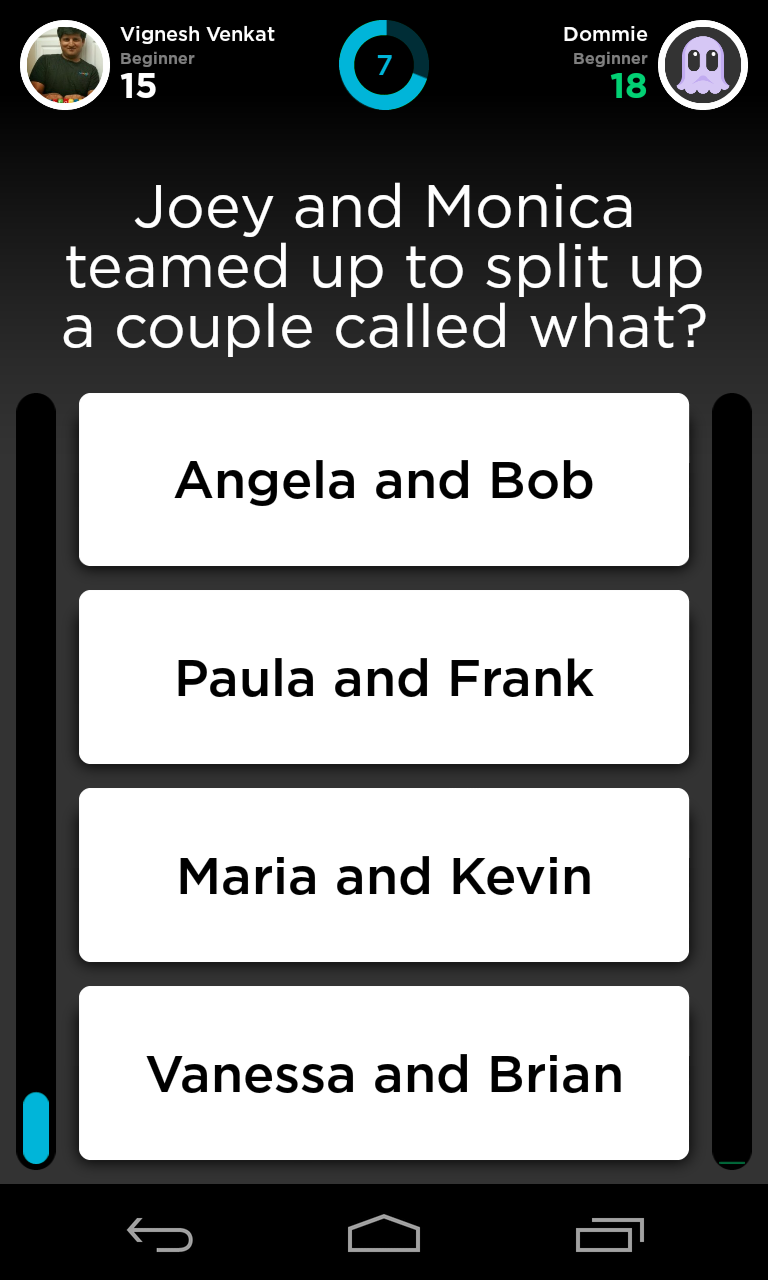 Vignesh Venkat
Beginner
15
7
Dommie
Beginner
18
Joey and Monica
teamed up to split up
a couple called what?
Angela and Bob
Paula and Frank
Maria and Kevin
Vanessa and Brian